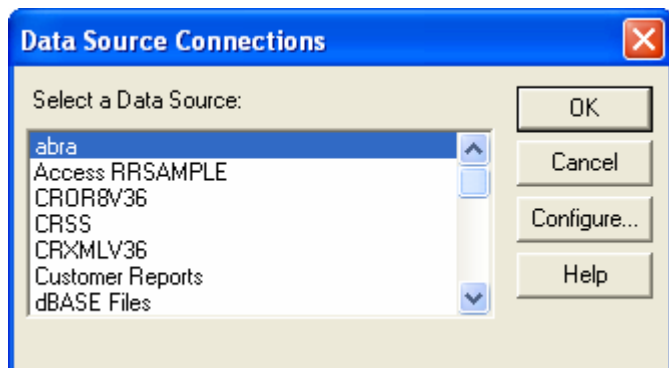 Data Source Connections
Select a Data Source:
abra
Access RRSAMPLE
CROR8V36
CRSS
CRXMLV36
Customer Reports
dBASE Files
OK
Cancel
Configure...
Help